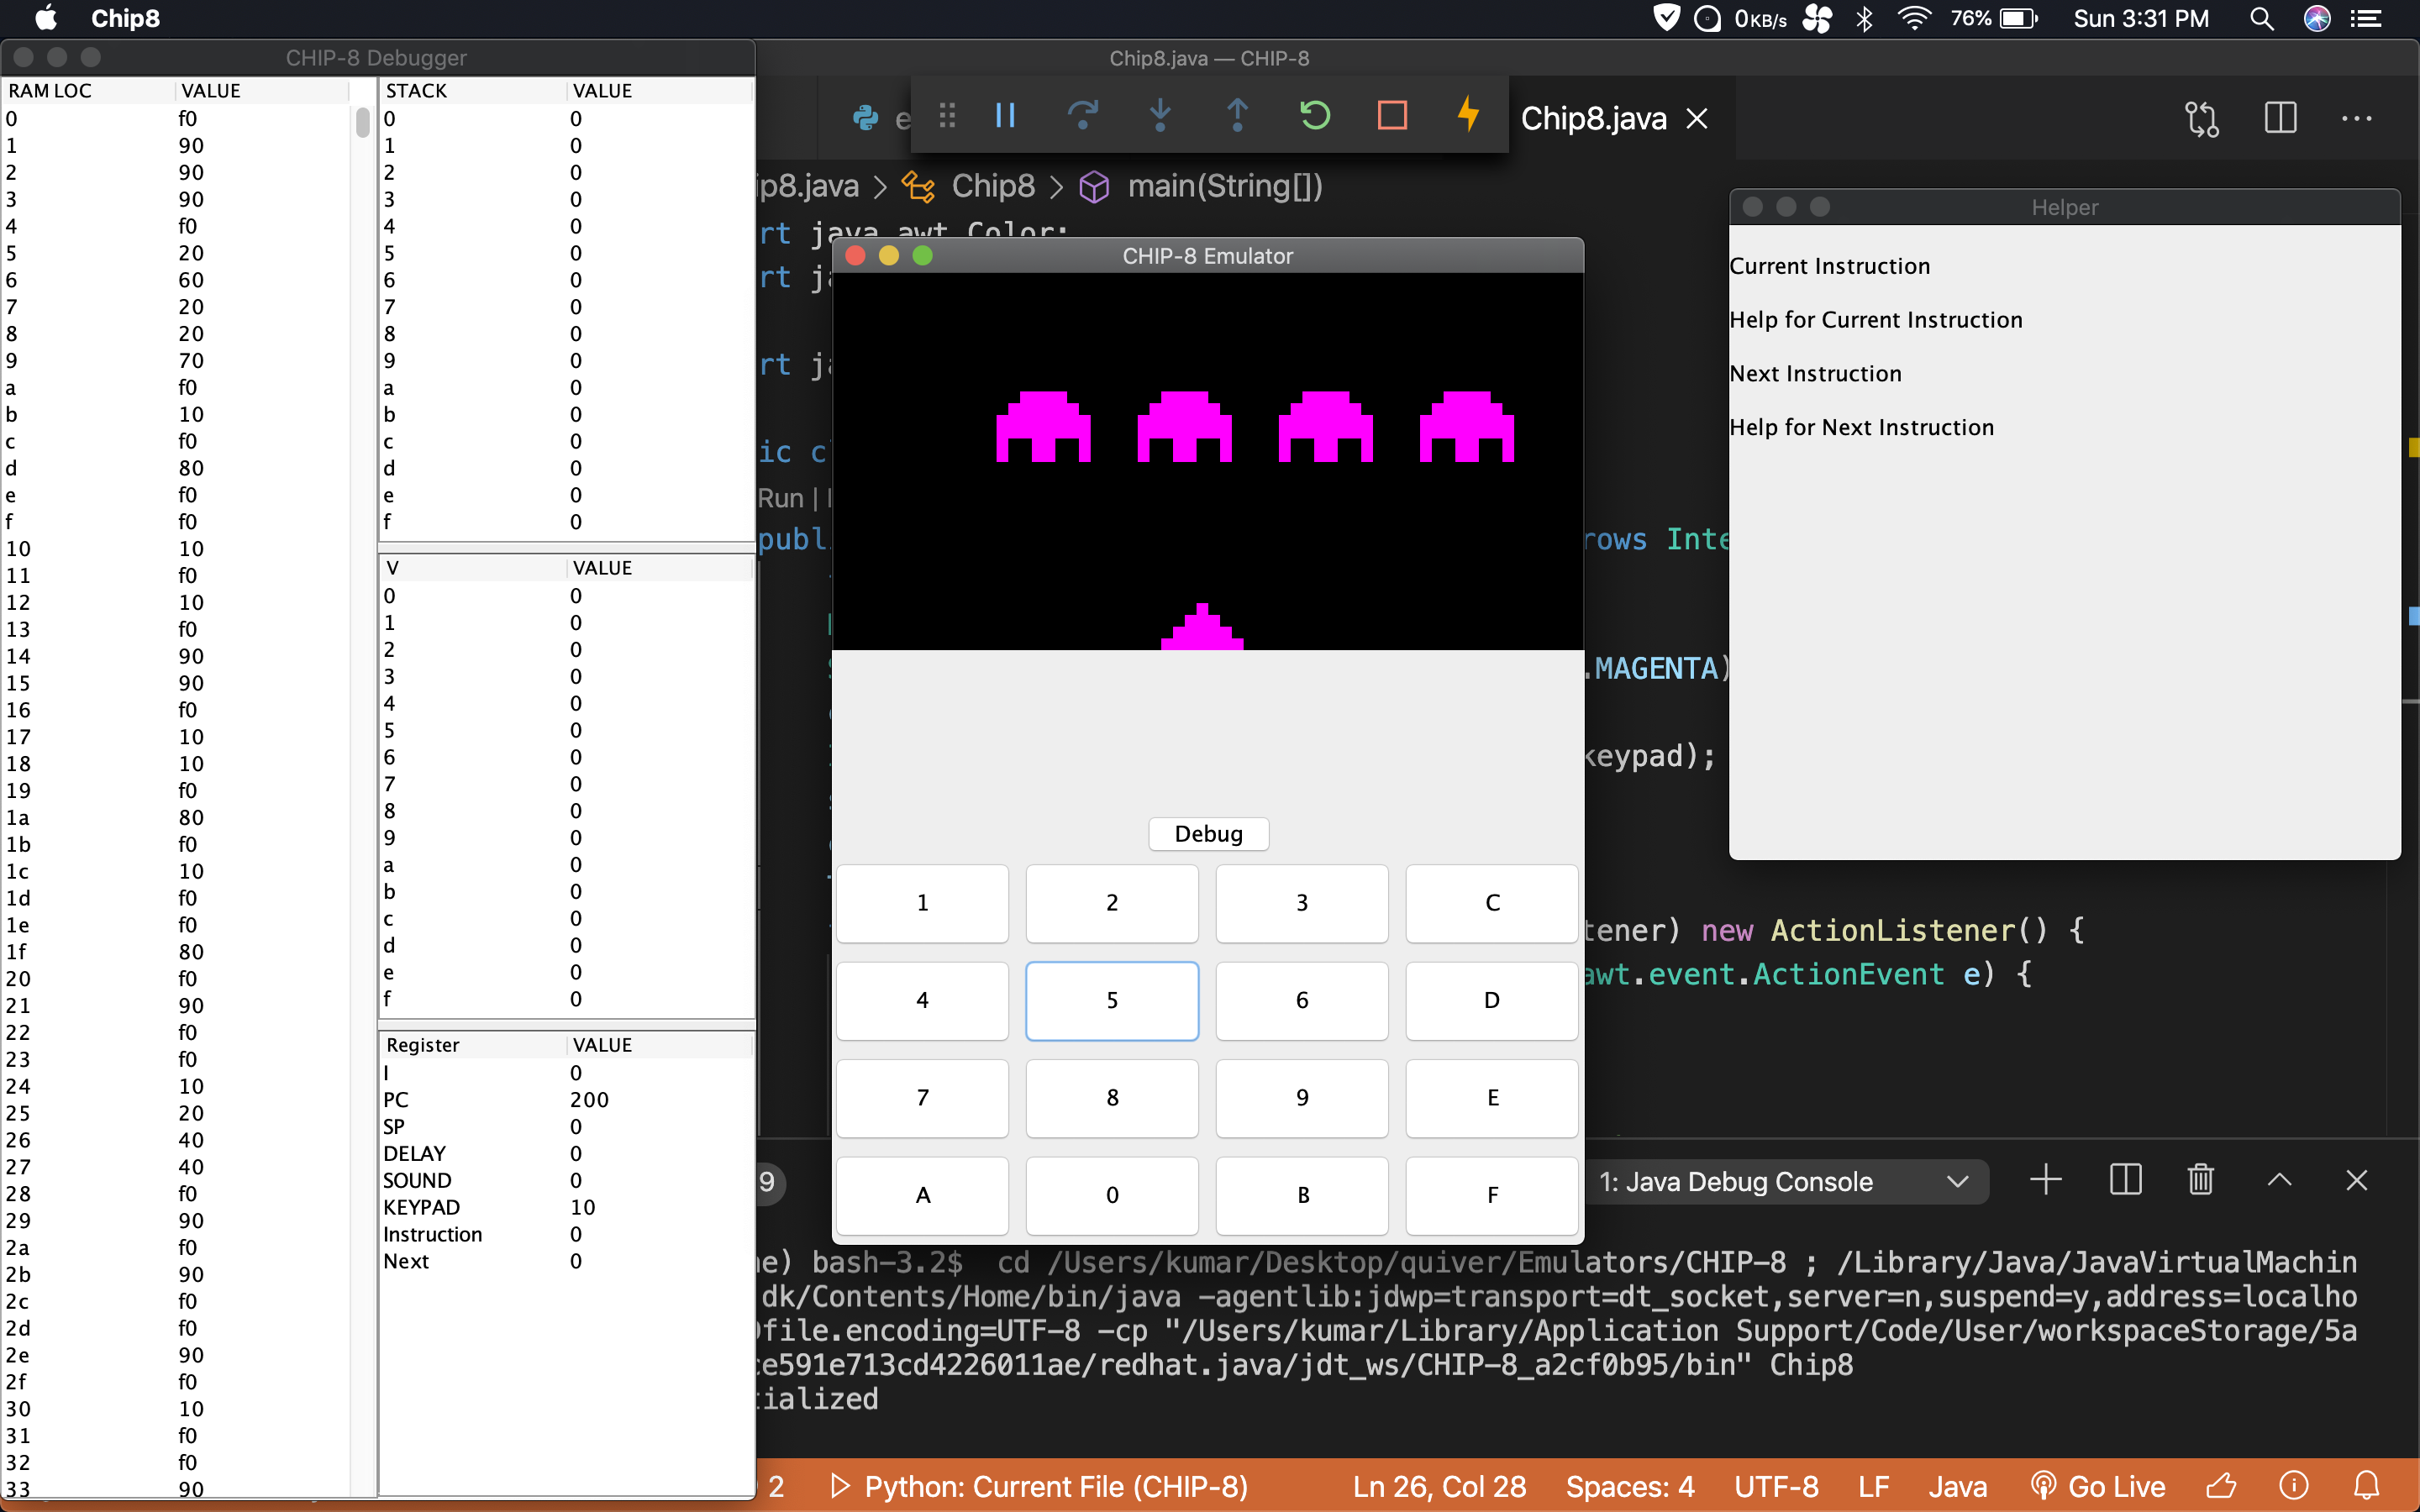 Chip8
0KB/s
76%
Sun 3:31 PM
CHIP-8 Debugger
RAM LOC VALUE
0 f0
1 90
2 90
3 90
4 f0
5 20
6 60
7 20
8 20
9 70
a f0
b 10
c f0
d 80
e f0
f f0
10 10
11 f0
12 10
13 f0
14 90
15 90
16 f0
17 10
18 10
19 f0
1a 80
1b f0
1c 10
1d f0
1e f0
1f 80
20 f0
21 90
22 f0
23 f0
24 10
25 20
26 40
27 40
28 f0
29 90
2a f0
2b 90
2c f0
2d f0
2e 90
2f f0
30 10
31 f0
32 f0
33 90
STACK VALUE
0 0
1 0
2 0
3 0
4 0
5 0
6 0
7 0
8 0
9 0
a 0
b 0
c 0
d 0
e 0
f 0
V VALUE
0 0
1 0
2 0
3 0
4 0
5 0
6 0
7 0
8 0
9 0
a 0
b 0
c 0
d 0
e 0
f 0
Register VALUE
I 0
PC 200
SP 0
DELAY 0
SOUND 0
KEYPAD 10
Instruction 0
Next 0
Chip8.java — CHIP-8
e
Chip8.java
ip8.java > Chip8 > main(String[])
rt java.awt.Color;
rt ja
rt ja
ic c
Run |
publ rows Inte
.MAGENTA)
keypad);
tener) new ActionListener() {
awt.event.ActionEvent e) {
CHIP-8 Emulator
Debug
1 2 3 C
4 5 6 D
7 8 9 E
A 0 B F
Helper
Current Instruction
Help for Current Instruction
Next Instruction
Help for Next Instruction
9
1: Java Debug Console
e) bash-3.2$ cd /Users/kumar/Desktop/quiver/Emulators/CHIP-8 ; /Library/Java/JavaVirtualMachin
dk/Contents/Home/bin/java -agentlib:jdwp=transport=dt_socket,server=n,suspend=y,address=localho
file.encoding=UTF-8 -cp "/Users/kumar/Library/Application Support/Code/User/workspaceStorage/5a
ce591e713cd4226011ae/redhat.java/jdt_ws/CHIP-8_a2cf0b95/bin" Chip8
ialized
2
Python: Current File (CHIP-8)
Ln 26, Col 28
Spaces: 4
UTF-8
LF
Java
Go Live